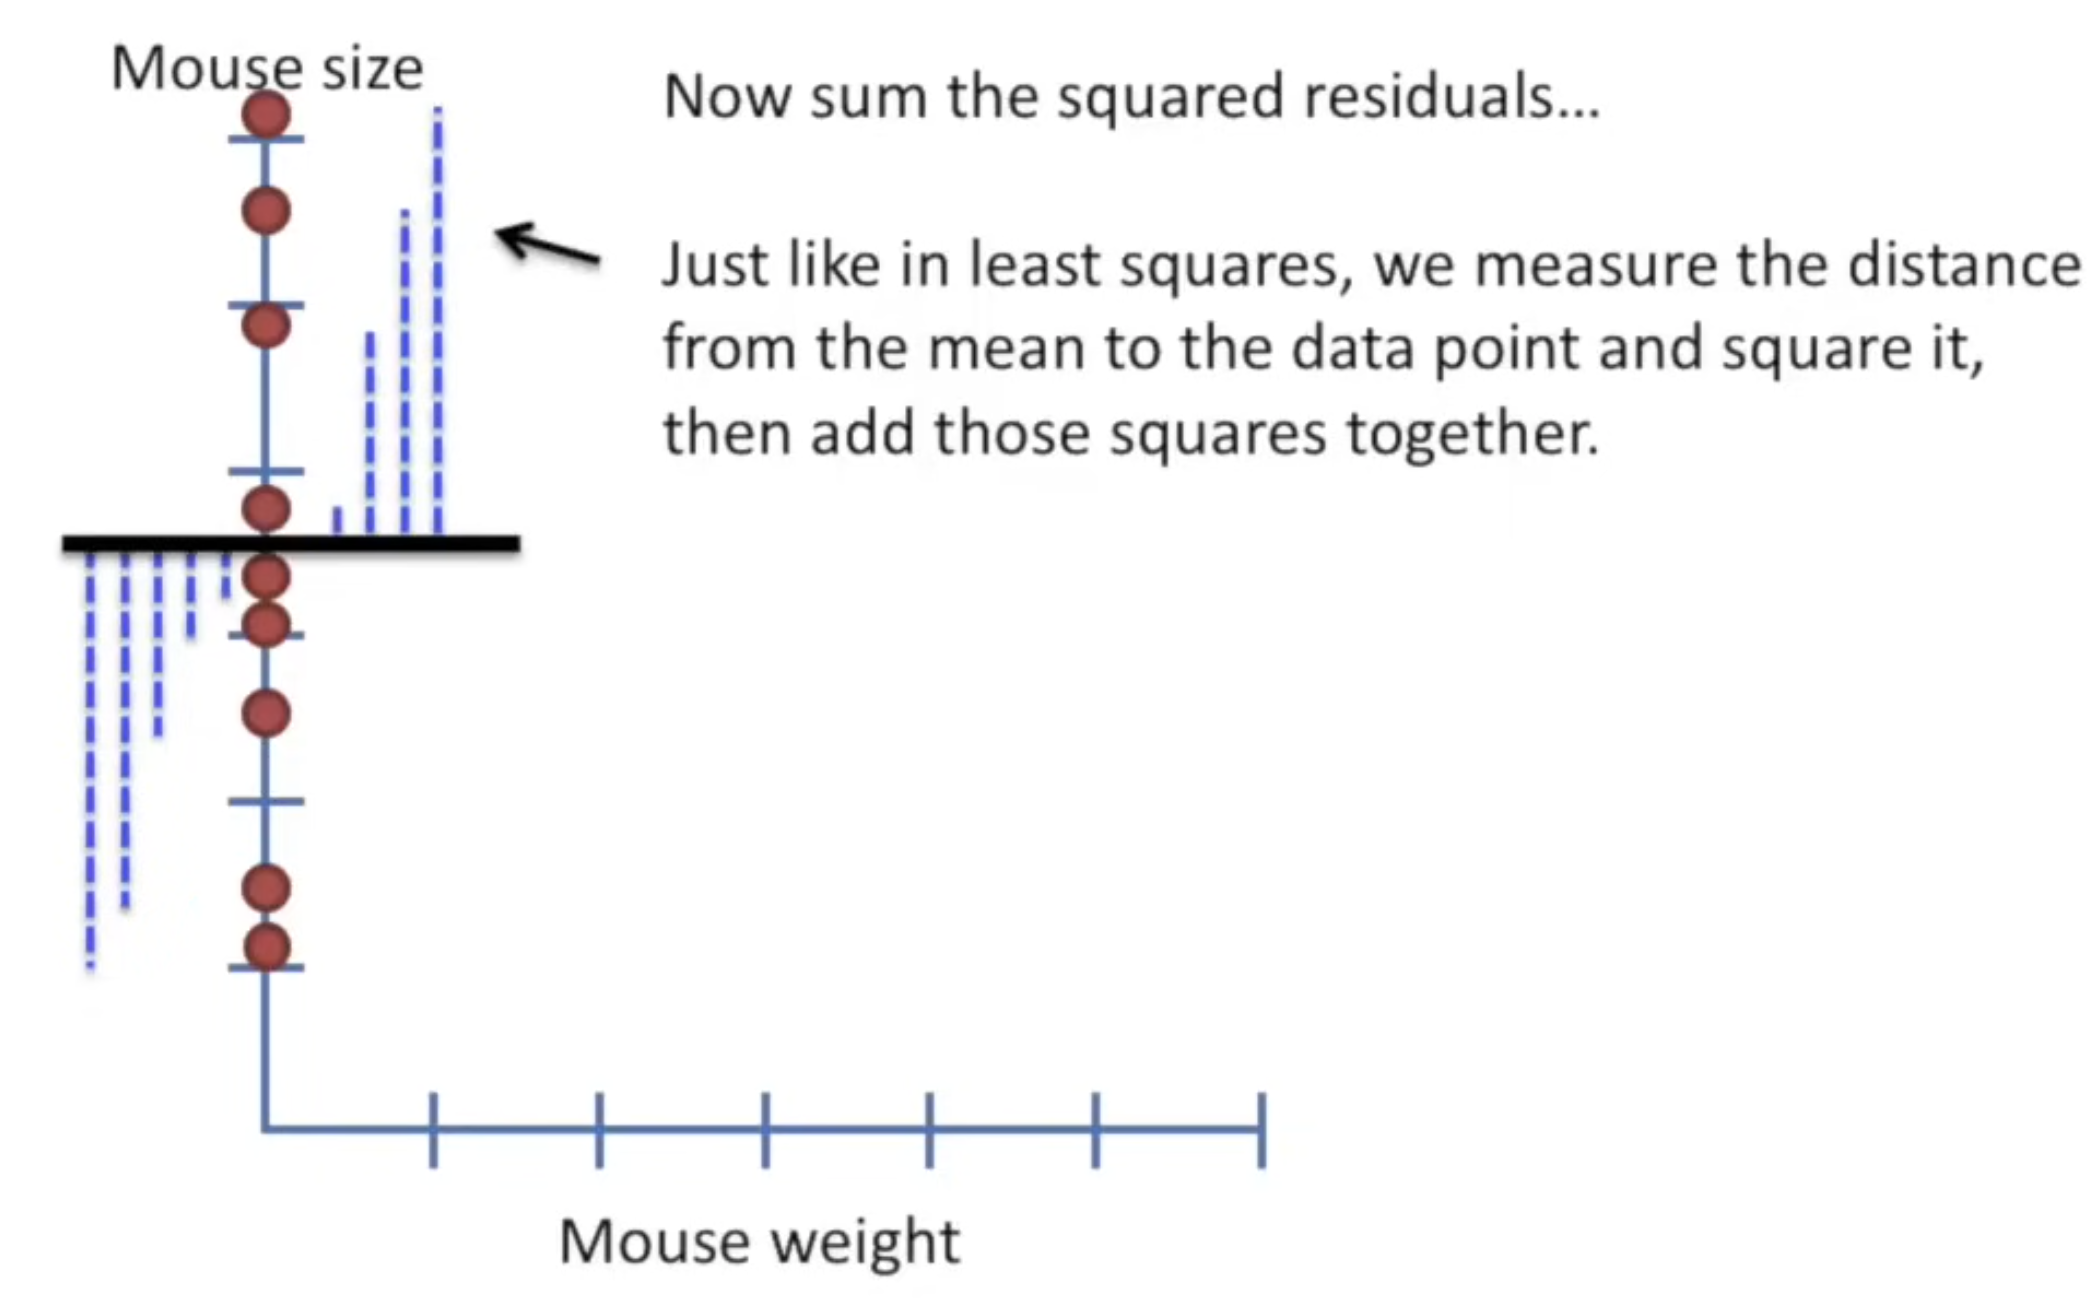 Mouse size
Now sum the squared residuals...
Just like in least squares, we measure the distance
from the mean to the data point and square it,
then add those squares together.
Mouse weight